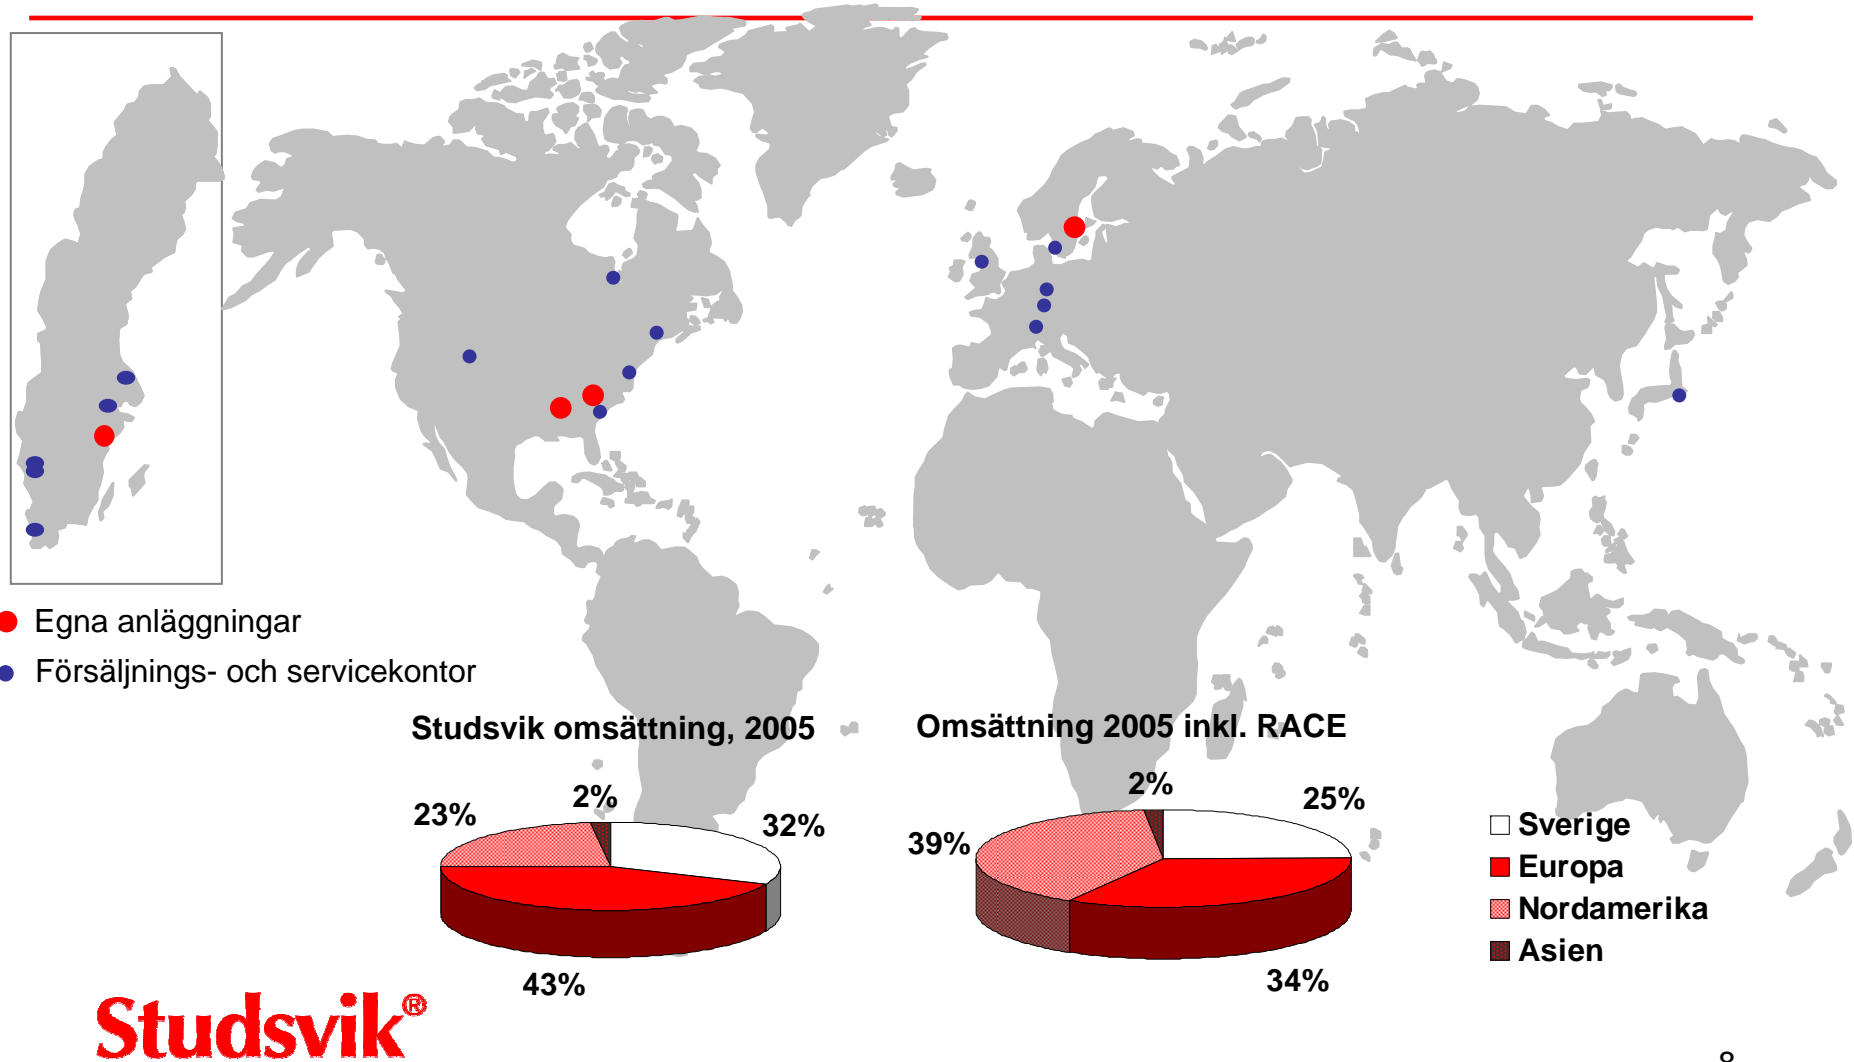 Egna anläggningar
Försäljnings- och servicekontor
Studsvik omsättning, 2005
Omsättning 2005 inkl. RACE
23%
2%
32%
43%
39%
2%
25%
34%
Sverige
Europa
Nordamerika
Asien
Studsvik®
8